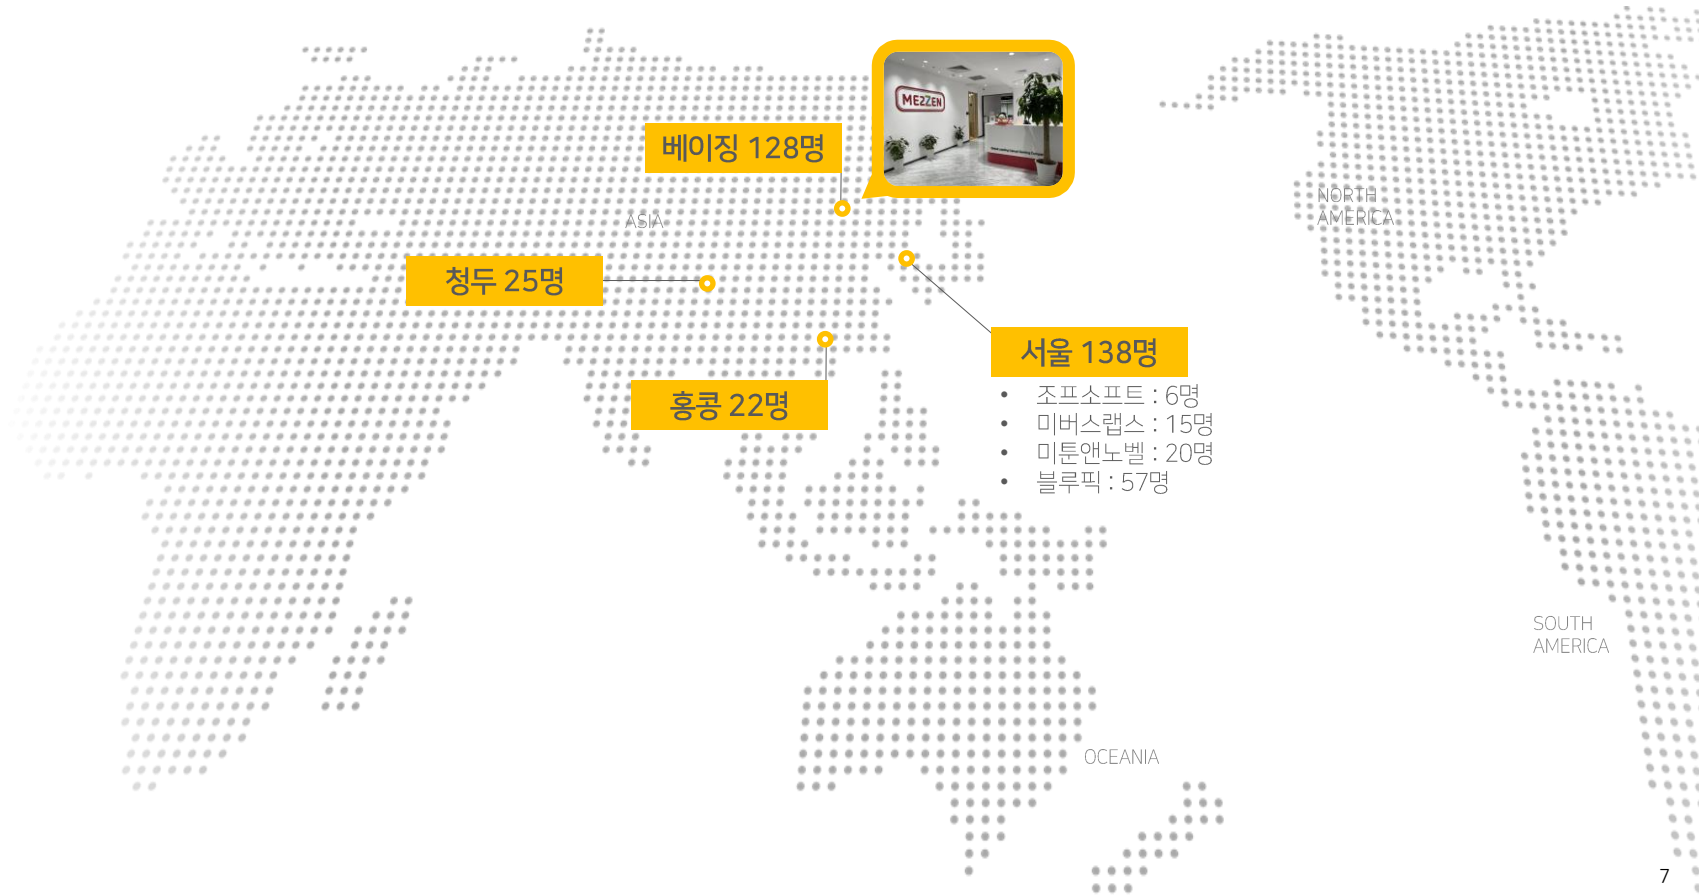 MEZZEN
베이징 128명
NORTH
AMERICA
ASIA
청두 25명
서울 138명
• 조프소프트 : 6명
• 미버스랩스 : 15명
• 미툰앤노벨 : 20명
• 블루픽 : 57명
홍콩 22명
SOUTH
AMERICA
OCEANIA
7